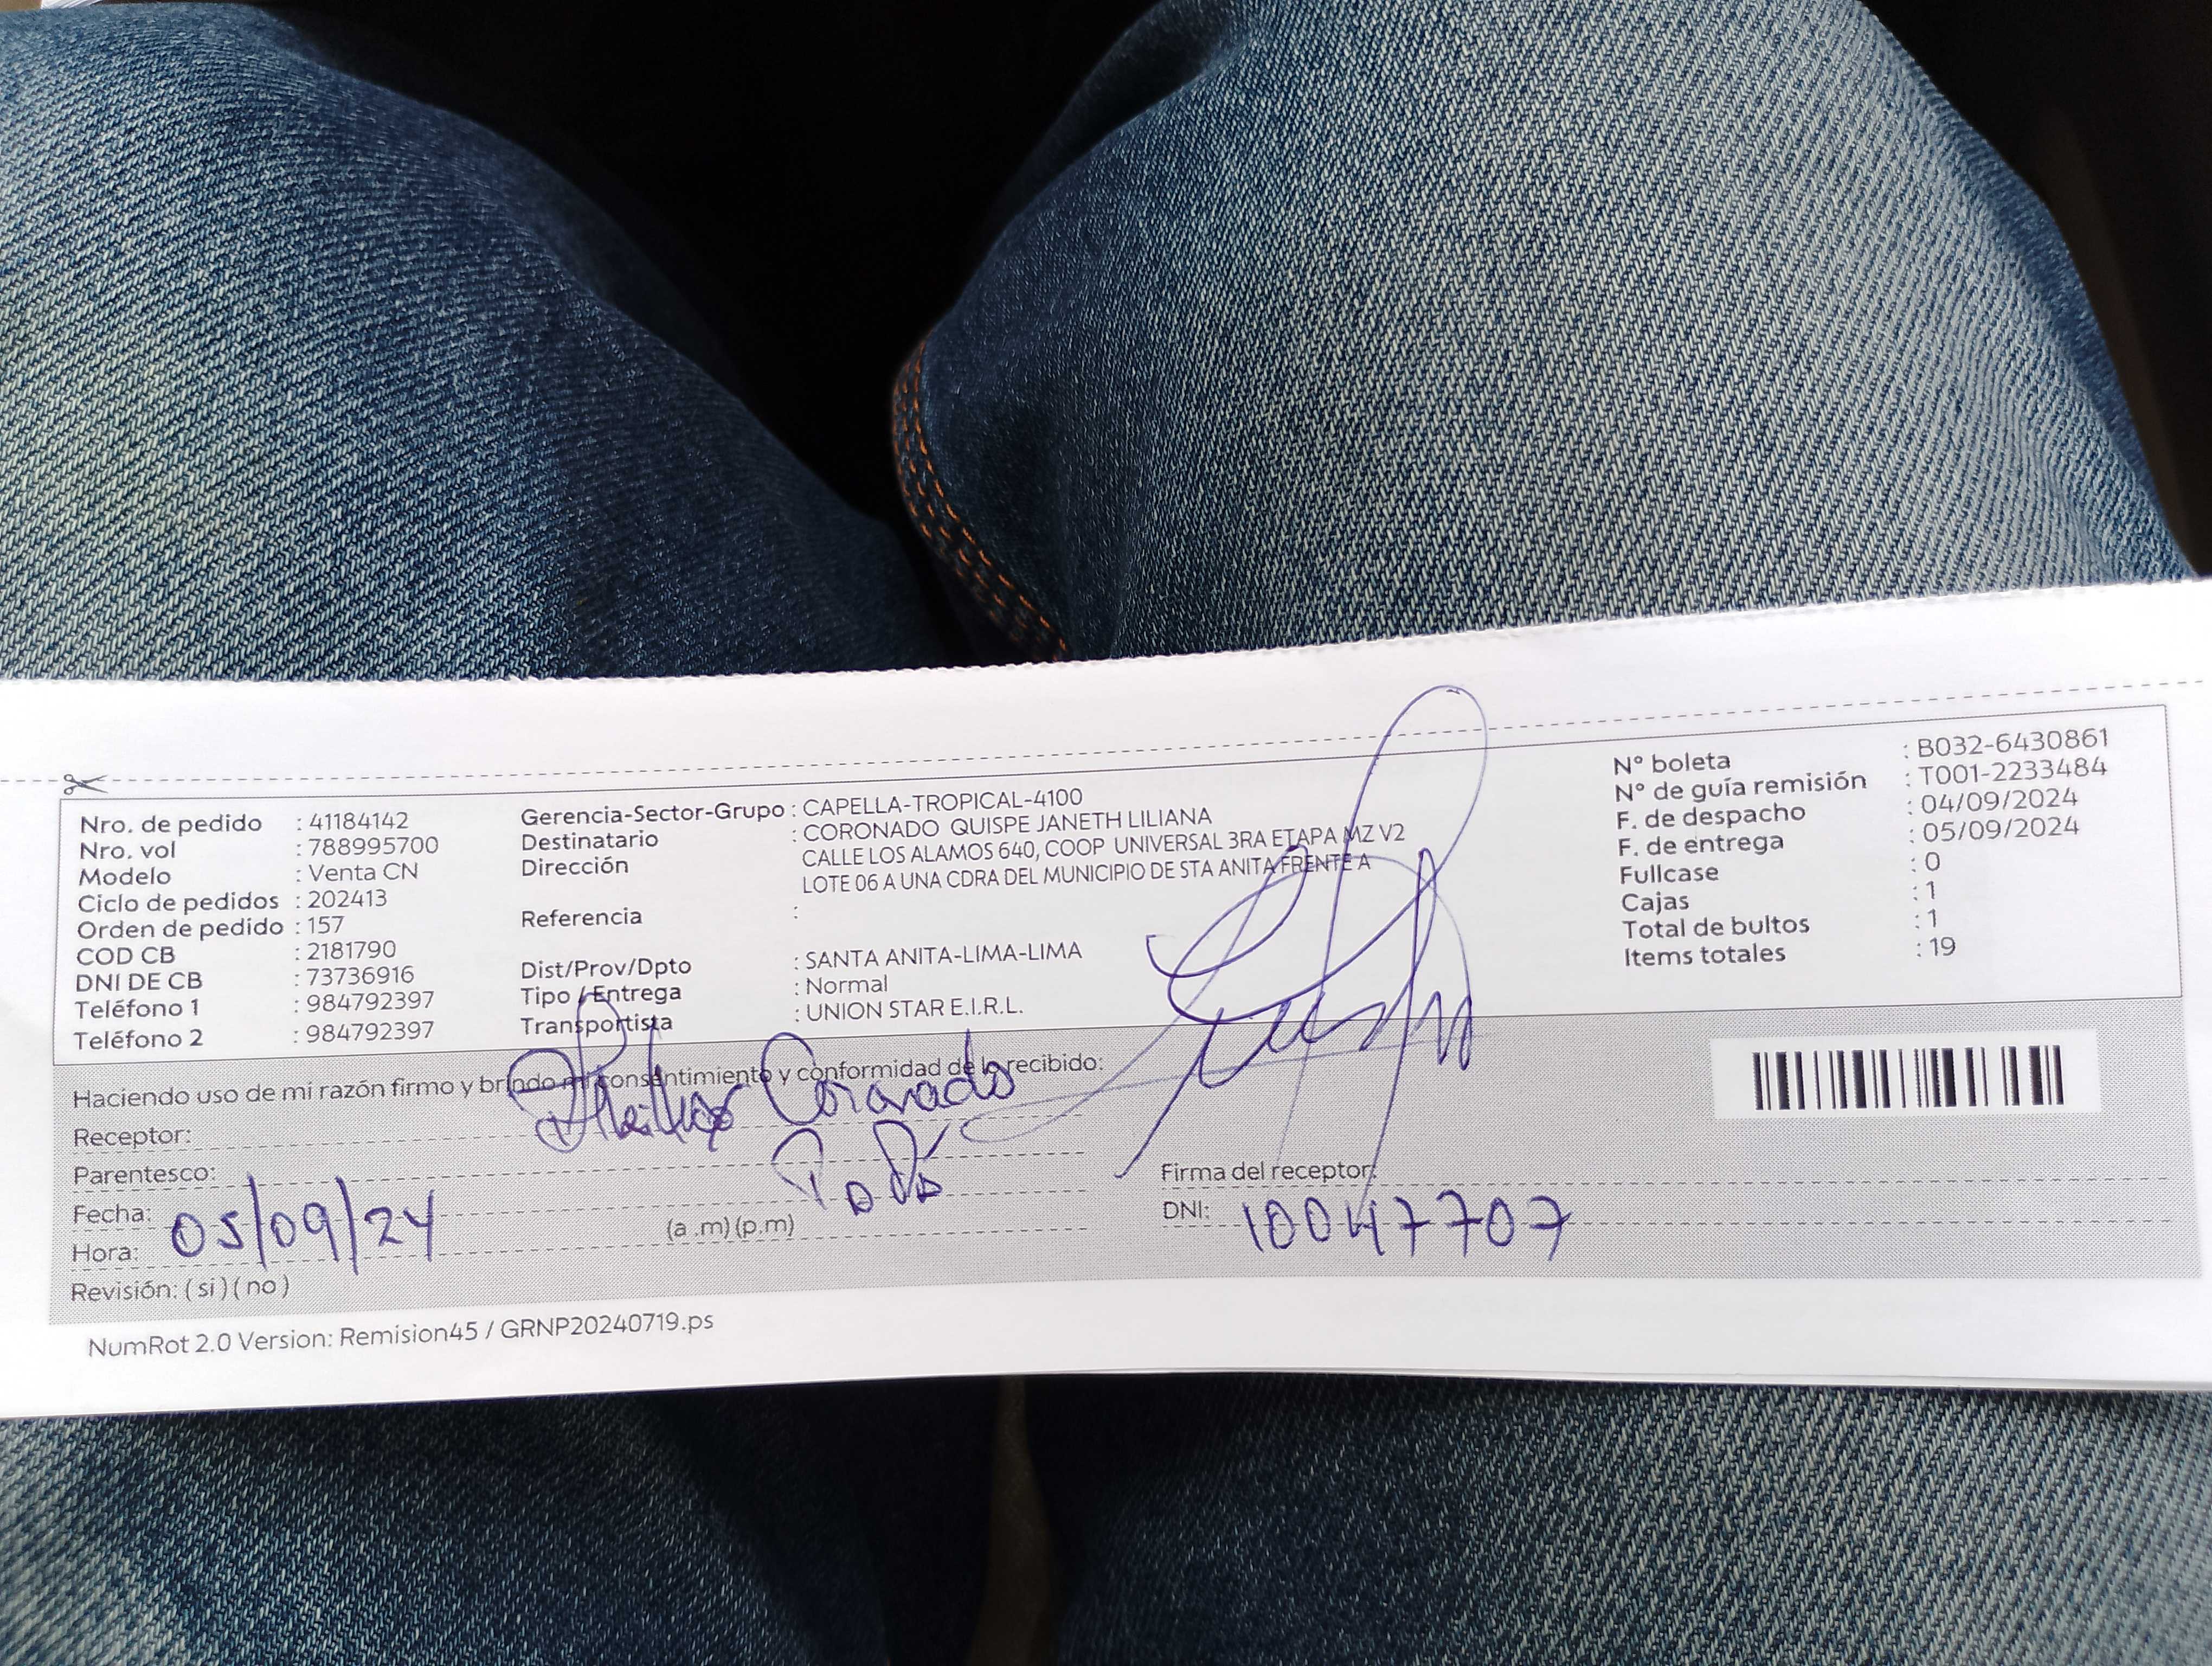 Nro. de pedido : 41184142
Nro. vol : 788995700
Modelo : Venta CN
Ciclo de pedidos : 202413
Orden de pedido : 157
COD CB : 2181790
DNI DE CB : 73736916
Teléfono 1 : 984792397
Teléfono 2 : 984792397
Gerencia-Sector-Grupo : CAPELLA-TROPICAL-4100
Destinatario : CORONADO QUISPE JANETH LILIANA
Dirección CALLE LOS ALAMOS 640, COOP UNIVERSAL 3RA ETAPA MZ V2
LOTE 06 A UNA CDRA DEL MUNICIPIO DE STA ANITA FRENTE A
Referencia :
Dist/Prov/Dpto : SANTA ANITA-LIMA-LIMA
Tipo / Entrega : Normal
Transportista : UNION STAR E.I.R.L.
N° boleta : B032-6430861
N° de guía remisión : T001-2233484
F. de despacho : 04/09/2024
F. de entrega : 05/09/2024
Fullcase : 0
Cajas : 1
Total de bultos : 1
Items totales : 19
Haciendo uso de mi razón firmo y brindo mi consentimiento y conformidad de lo recibido:
Receptor: Coronado
Parentesco:
Firma del receptor:
Fecha: 05/09/24
DNI: 10047707
Hora: (a .m) (p.m)
Revisión: ( si ) ( no )
NumRot 2.0 Version: Remision45 / GRNP20240719.ps